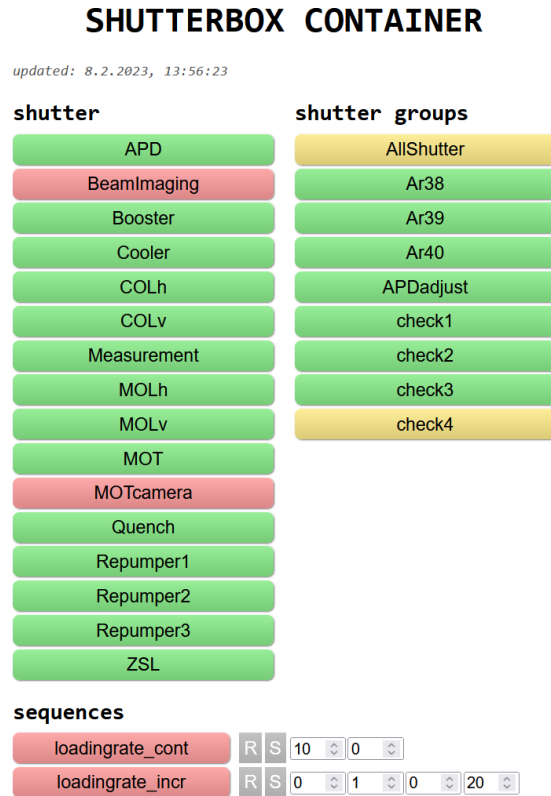 SHUTTERBOX CONTAINER
updated: 8.2.2023, 13:56:23
shutter
APD
BeamImaging
Booster
Cooler
COLh
COLv
Measurement
MOLh
MOLv
MOT
MOTcamera
Quench
Repumper1
Repumper2
Repumper3
ZSL
shutter groups
AllShutter
Ar38
Ar39
Ar40
APDadjust
check1
check2
check3
check4
sequences
loadingrate_cont R S 10 0
loadingrate_incr R S 0 1 0 20